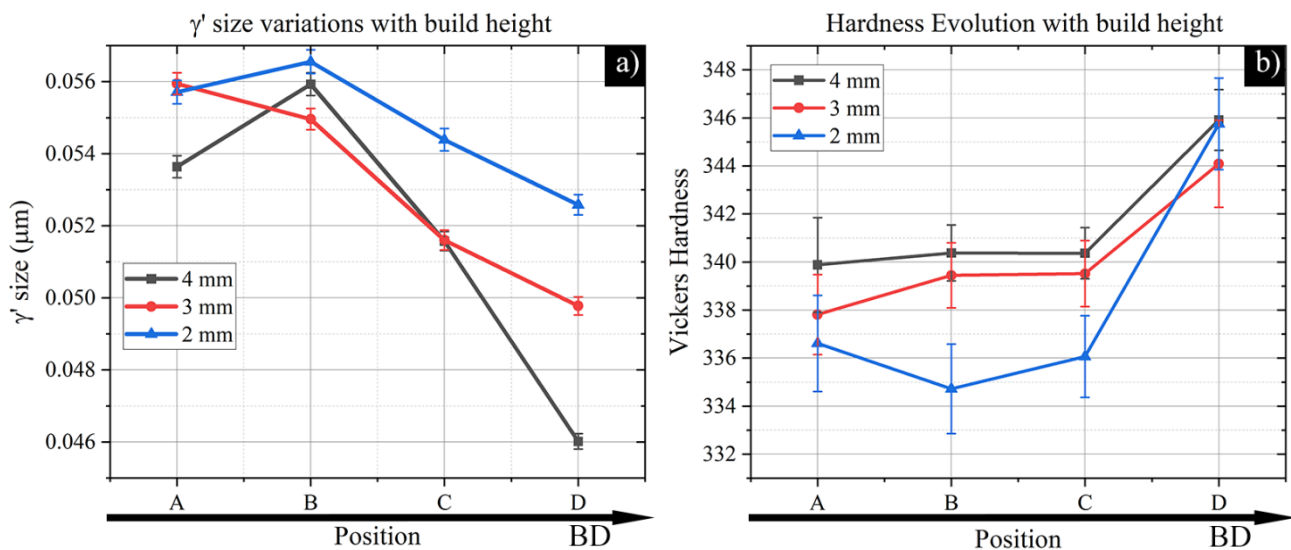 γ' size variations with build height
a)
0.056
0.054
0.052
0.050
0.048
0.046
γ' size (μm)
4 mm
3 mm
2 mm
A B C D
Position BD
Hardness Evolution with build height
b)
348
346
344
342
340
338
336
334
332
Vickers Hardness
4 mm
3 mm
2 mm
A B C D
Position BD